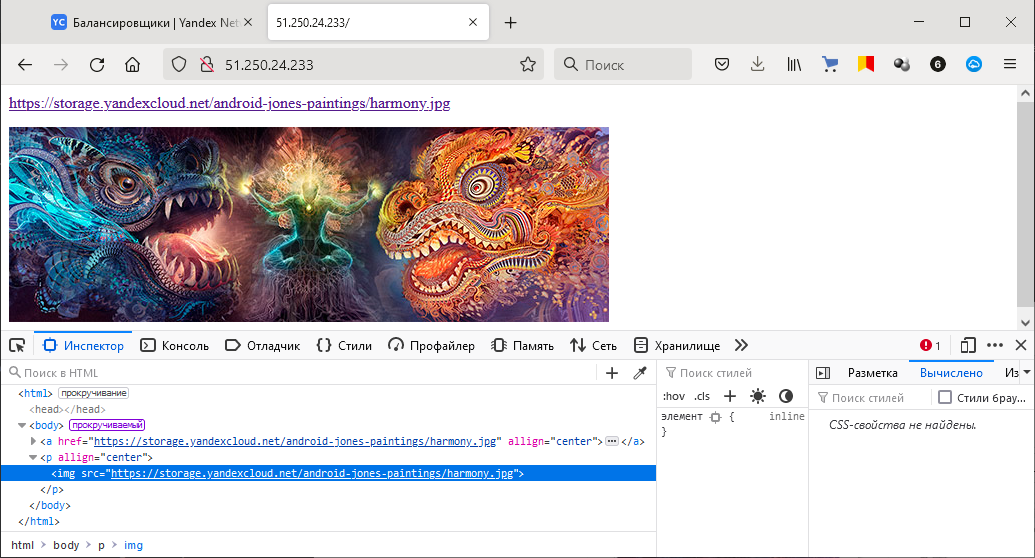 YC Балансировщики | Yandex Net
51.250.24.233/
51.250.24.233
Поиск
6
https://storage.yandexcloud.net/android-jones-paintings/harmony.jpg
Инспектор Консоль Отладчик Стили Профайлер Память Сеть Хранилище 1
Поиск в HTML
<html> прокручивание
<head></head>
<body> прокручиваемый
<a href="https://storage.yandexcloud.net/android-jones-paintings/harmony.jpg" allign="center"></a>
<p allign="center">
<img src="https://storage.yandexcloud.net/android-jones-paintings/harmony.jpg">
</p>
</body>
</html>
html > body > p > img
Поиск стилей
:hov .cls
элемент { inline
}
Разметка Вычислено Из
Поиск стилей Стили брау...
CSS-свойства не найдены.